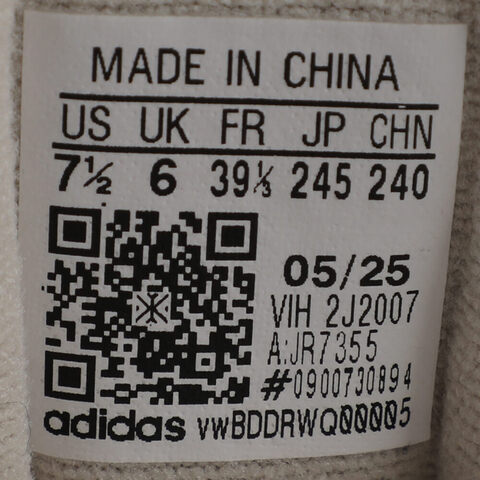 MADE IN CHINA
US UK FR JP CHN
7½ 6 39⅓ 245 240
05/25
VIH 2J2007
A:JR7355
#0900730894
adidas vwBDDRWQ000005